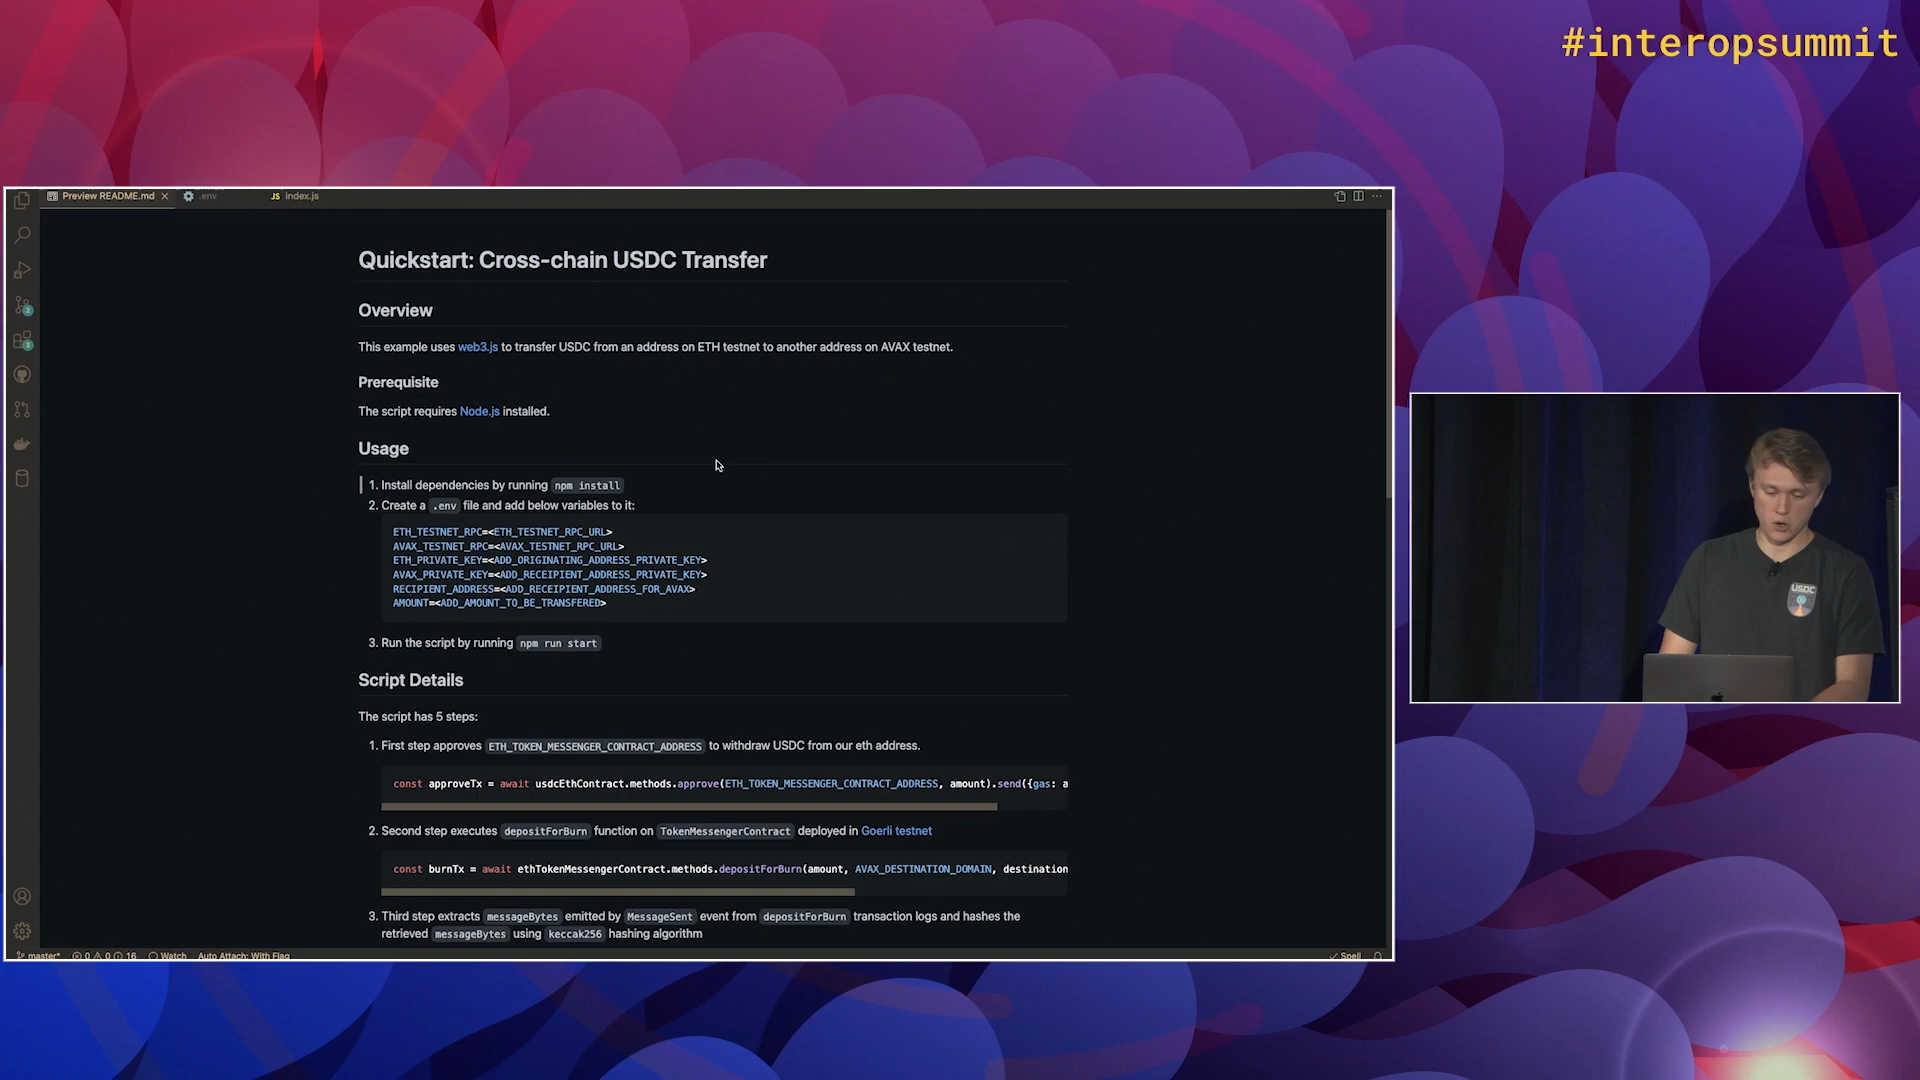 #interopsummit
Preview README.md
.env
JS index.js
Quickstart: Cross-chain USDC Transfer
Overview
This example uses web3.js to transfer USDC from an address on ETH testnet to another address on AVAX testnet.
Prerequisite
The script requires Node.js installed.
Usage
1. Install dependencies by running npm install
2. Create a .env file and add below variables to it:
ETH_TESTNET_RPC=<ETH_TESTNET_RPC_URL>
AVAX_TESTNET_RPC=<AVAX_TESTNET_RPC_URL>
ETH_PRIVATE_KEY=<ADD_ORIGINATING_ADDRESS_PRIVATE_KEY>
AVAX_PRIVATE_KEY=<ADD_RECEIPIENT_ADDRESS_PRIVATE_KEY>
RECIPIENT_ADDRESS=<ADD_RECEIPIENT_ADDRESS_FOR_AVAX>
AMOUNT=<ADD_AMOUNT_TO_BE_TRANSFERED>
3. Run the script by running npm run start
Script Details
The script has 5 steps:
1. First step approves ETH_TOKEN_MESSENGER_CONTRACT_ADDRESS to withdraw USDC from our eth address.
const approveTx = await usdcEthContract.methods.approve(ETH_TOKEN_MESSENGER_CONTRACT_ADDRESS, amount).send({gas: a
2. Second step executes depositForBurn function on TokenMessengerContract deployed in Goerli testnet
const burnTx = await ethTokenMessengerContract.methods.depositForBurn(amount, AVAX_DESTINATION_DOMAIN, destination
3. Third step extracts messageBytes emitted by MessageSent event from depositForBurn transaction logs and hashes the
retrieved messageBytes using keccak256 hashing algorithm
master* 0 0 16 Watch Auto Attach: With Flag
Spell
USDC